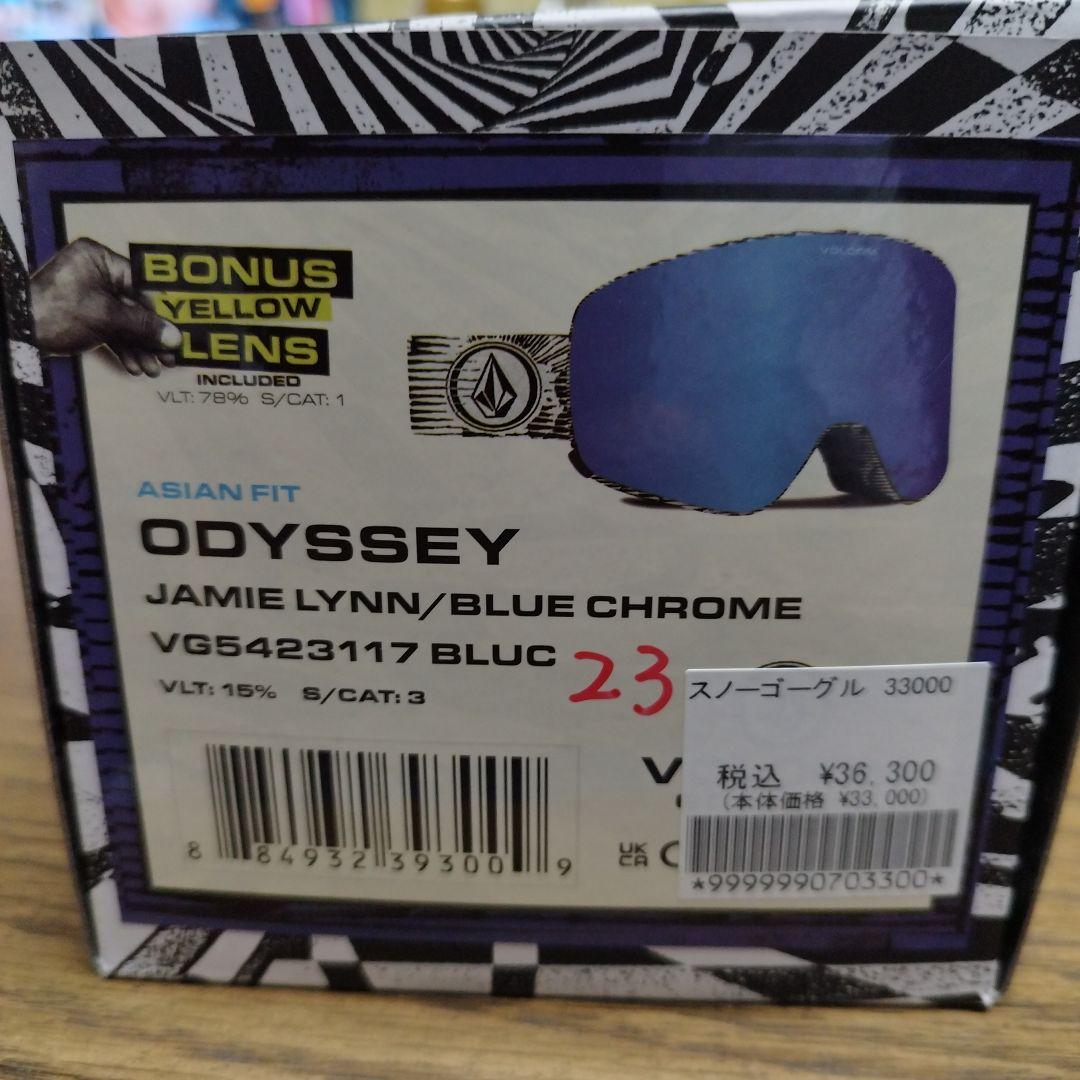 VOLCOM
BONUS
YELLOW
LENS
INCLUDED
VLT: 78% S/CAT: 1
ASIAN FIT
ODYSSEY
JAMIE LYNN/BLUE CHROME
VG5423117 BLUC
23
VLT: 15% S/CAT: 3
スノーゴーグル 33000
税込 ¥36,300
(本体価格 ¥33,000)
*9999990703300*
8 84932 39300 9
UK
CA